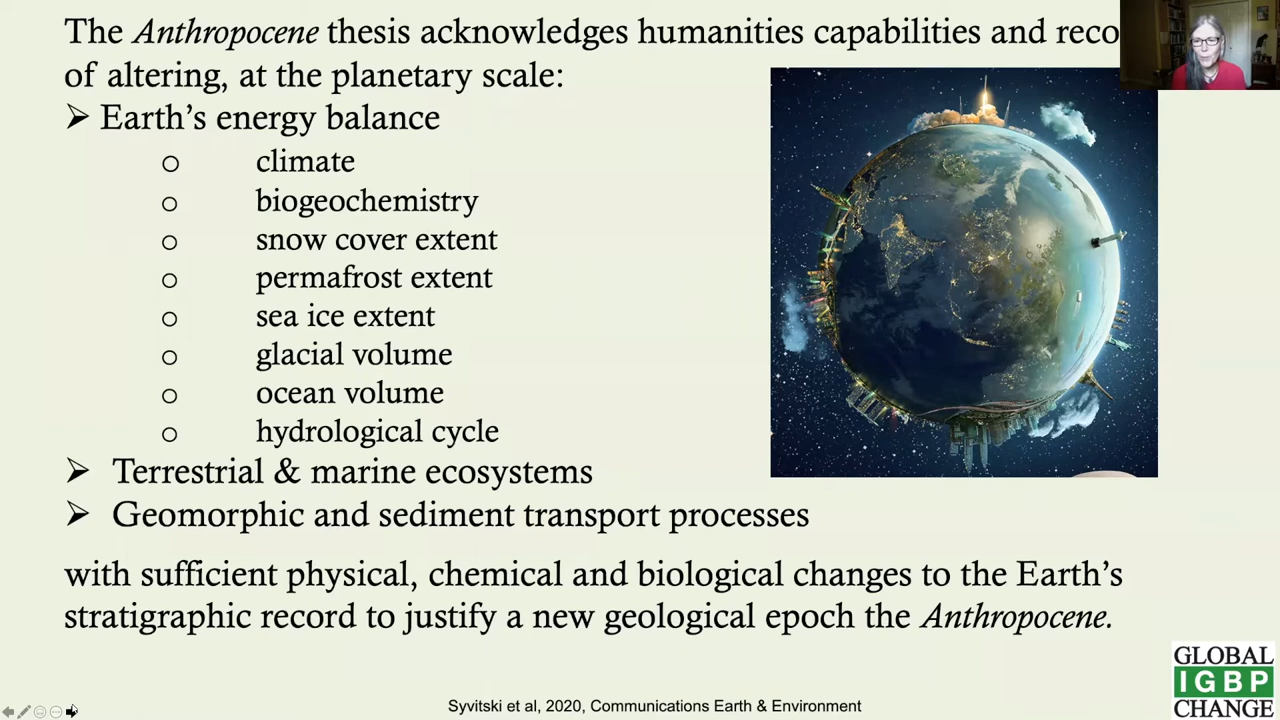 The Anthropocene thesis acknowledges humanities capabilities and reco
of altering, at the planetary scale:
➢ Earth's energy balance
o climate
o biogeochemistry
o snow cover extent
o permafrost extent
o sea ice extent
o glacial volume
o ocean volume
o hydrological cycle
➢ Terrestrial & marine ecosystems
➢ Geomorphic and sediment transport processes
with sufficient physical, chemical and biological changes to the Earth's
stratigraphic record to justify a new geological epoch the Anthropocene.
Syvitski et al, 2020, Communications Earth & Environment
GLOBAL
IGBP
CHANGE